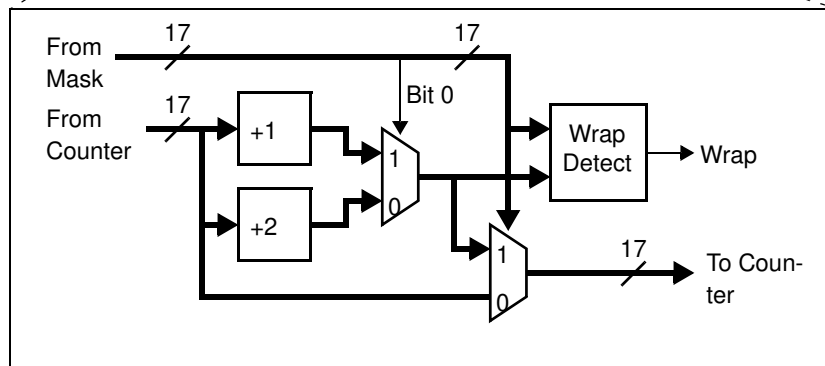 17
17
From
Mask
Bit 0
17
From
Counter
+1
1
0
+2
Wrap
Detect
Wrap
1
0
17
To Coun-
ter